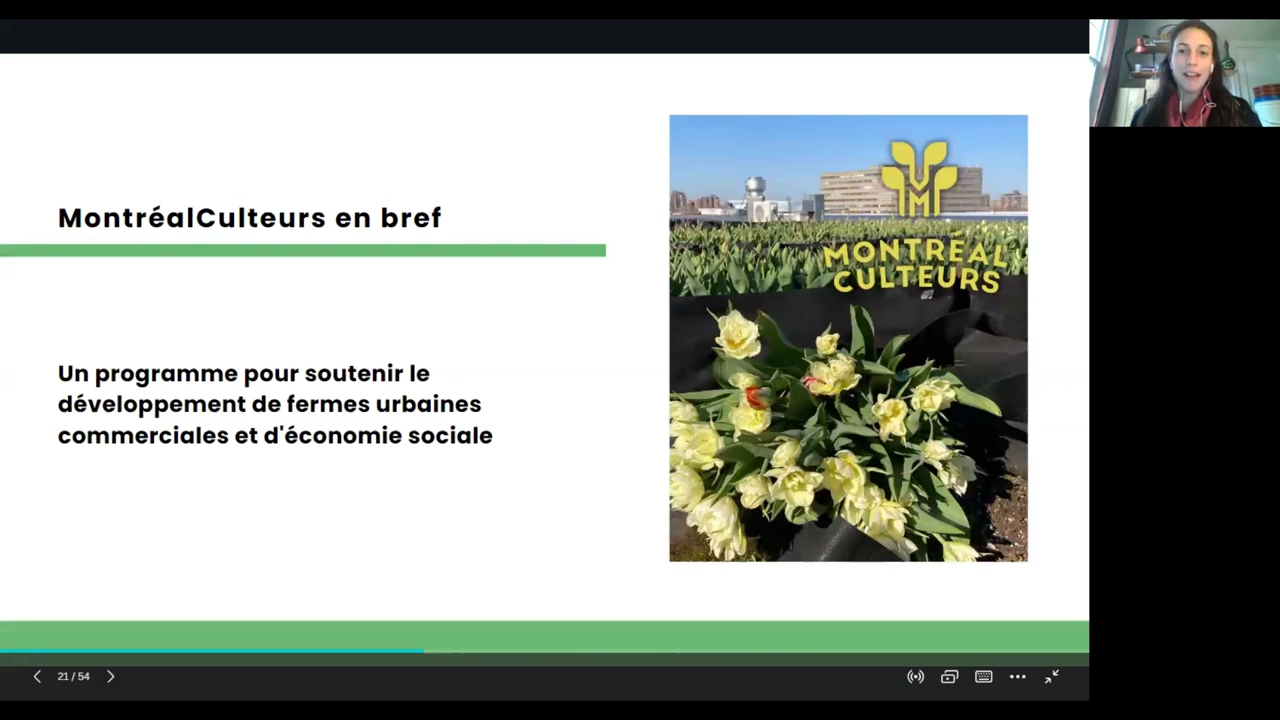 MontréalCulteurs en bref
Un programme pour soutenir le
développement de fermes urbaines
commerciales et d'économie sociale
M
MONTRÉAL
CULTEURS
21 / 54